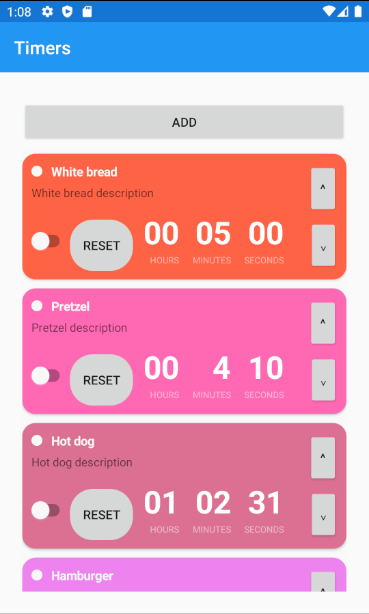 1:08
Timers
ADD
White bread
White bread description
^
RESET
00 05 00
HOURS MINUTES SECONDS
v
Pretzel
Pretzel description
^
RESET
00 4 10
HOURS MINUTES SECONDS
v
Hot dog
Hot dog description
^
RESET
01 02 31
HOURS MINUTES SECONDS
v
Hamburger
^